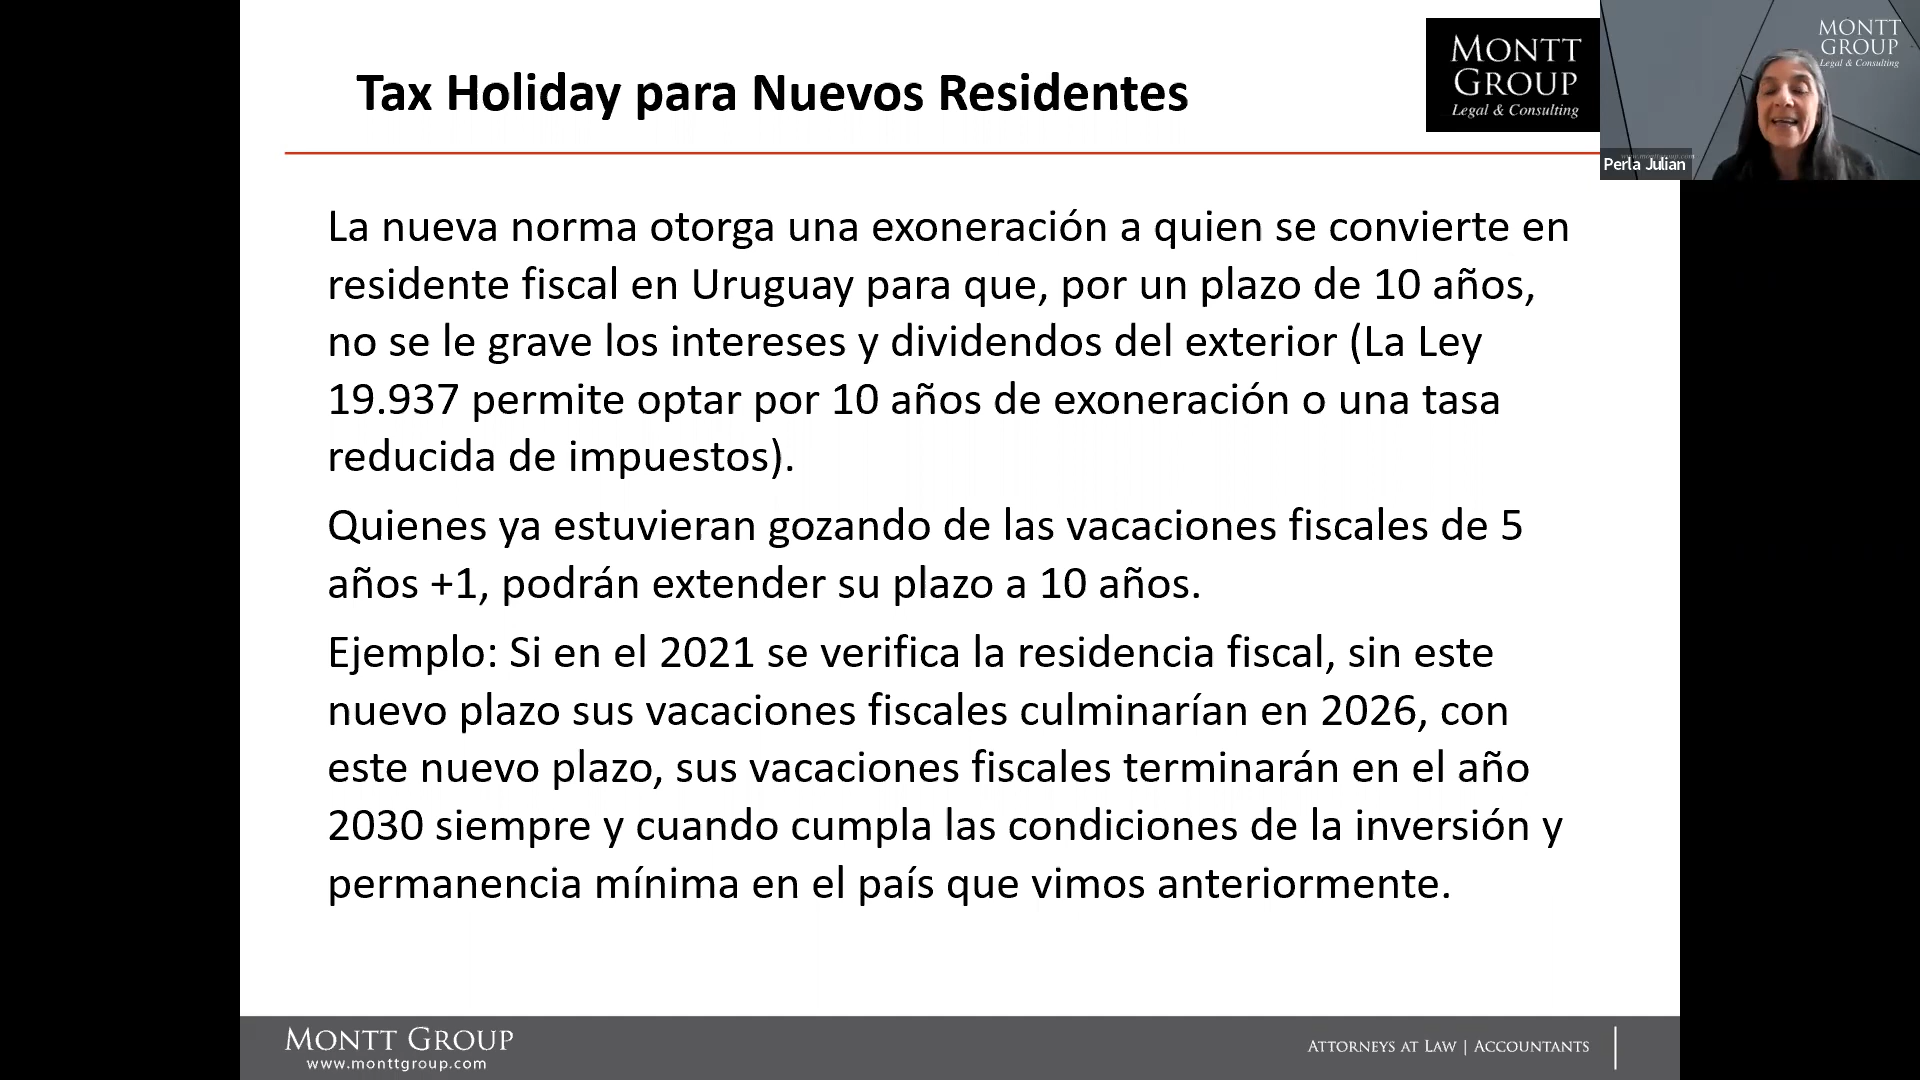 Tax Holiday para Nuevos Residentes
MONTT
GROUP
Legal & Consulting
MONTT
GROUP
Legal & Consulting
Perla Julian
La nueva norma otorga una exoneración a quien se convierte en
residente fiscal en Uruguay para que, por un plazo de 10 años,
no se le grave los intereses y dividendos del exterior (La Ley
19.937 permite optar por 10 años de exoneración o una tasa
reducida de impuestos).
Quienes ya estuvieran gozando de las vacaciones fiscales de 5
años +1, podrán extender su plazo a 10 años.
Ejemplo: Si en el 2021 se verifica la residencia fiscal, sin este
nuevo plazo sus vacaciones fiscales culminarían en 2026, con
este nuevo plazo, sus vacaciones fiscales terminarán en el año
2030 siempre y cuando cumpla las condiciones de la inversión y
permanencia mínima en el país que vimos anteriormente.
MONTT GROUP
www.monttgroup.com
ATTORNEYS AT LAW | ACCOUNTANTS